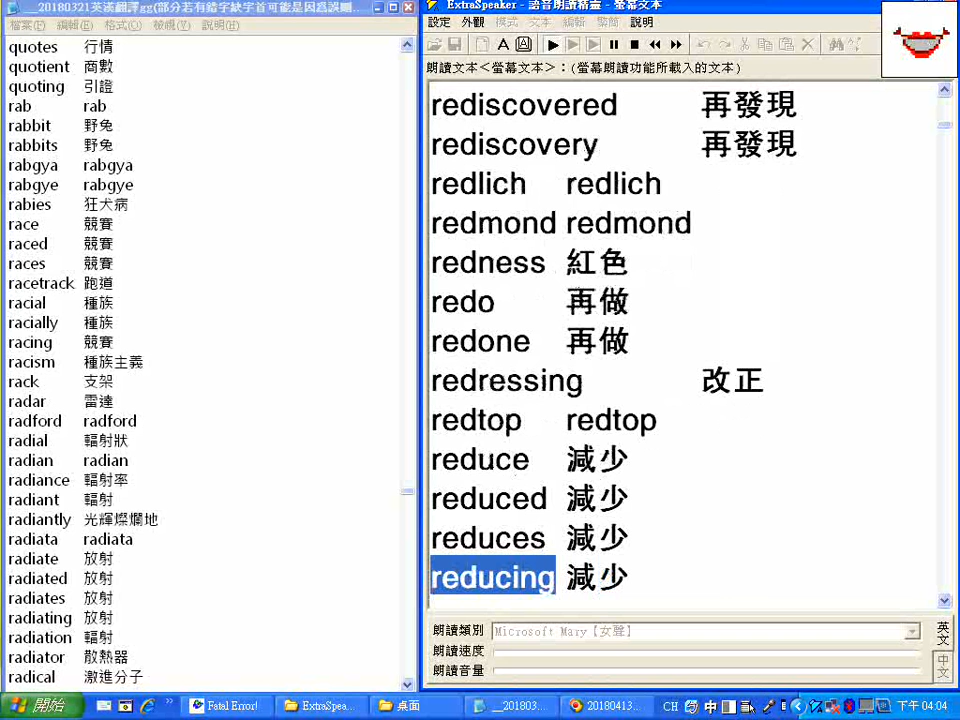 __20180321英漢翻譯gg(部分若有錯字缺字首可能是因為誤刪
檔案(F) 編輯(E) 格式(O) 檢視(V) 說明(H)
quotes 行情
quotient 商數
quoting 引證
rab rab
rabbit 野兔
rabbits 野兔
rabgya rabgya
rabgye rabgye
rabies 狂犬病
race 競賽
raced 競賽
races 競賽
racetrack 跑道
racial 種族
racially 種族
racing 競賽
racism 種族主義
rack 支架
radar 雷達
radford radford
radial 輻射狀
radian radian
radiance 輻射率
radiant 輻射
radiantly 光輝燦爛地
radiata radiata
radiate 放射
radiated 放射
radiates 放射
radiating 放射
radiation 輻射
radiator 散熱器
radical 激進分子
ExtraSpeaker - 語音朗讀精靈 - 螢幕文本
設定 外觀 模式 文本 編輯 繁簡 說明
朗讀文本<螢幕文本>：(螢幕朗讀功能所載入的文本)
rediscovered 再發現
rediscovery 再發現
redlich redlich
redmond redmond
redness 紅色
redo 再做
redone 再做
redressing 改正
redtop redtop
reduce 減少
reduced 減少
reduces 減少
reducing 減少
朗讀類別 Microsoft Mary【女聲】
朗讀速度
朗讀音量
英文
中文
開始 Fatal Error! ExtraSpea... 桌面 __201803... 20180413... CH 中 下午 04:04